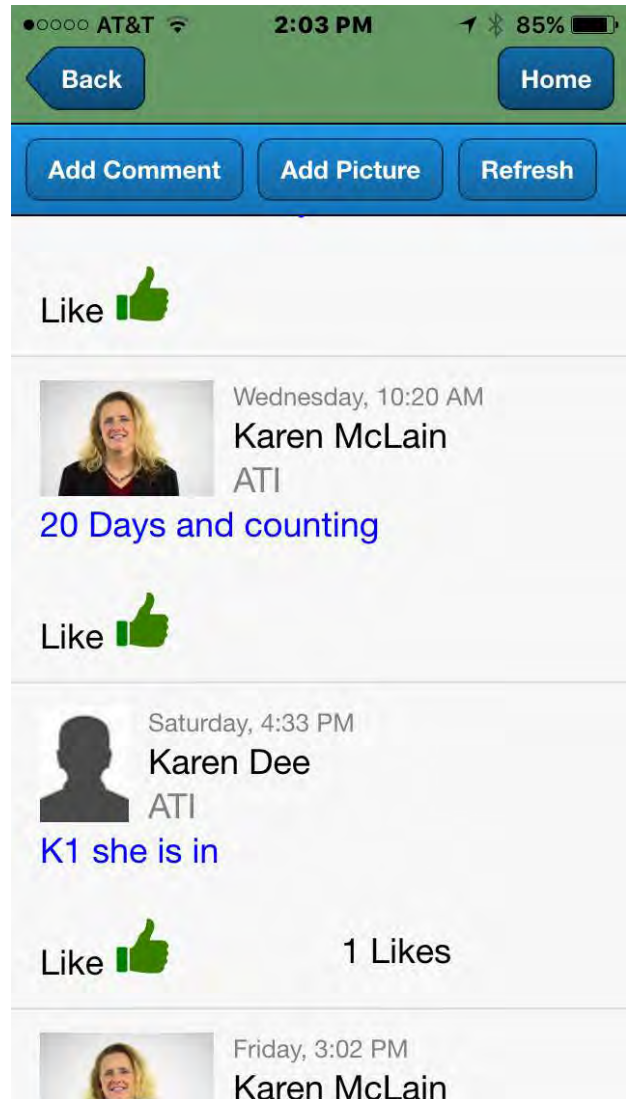 AT&T 2:03 PM 85%
Back Home
Add Comment Add Picture Refresh
Like
Wednesday, 10:20 AM
Karen McLain
ATI
20 Days and counting
Like
Saturday, 4:33 PM
Karen Dee
ATI
K1 she is in
Like 1 Likes
Friday, 3:02 PM
Karen McLain